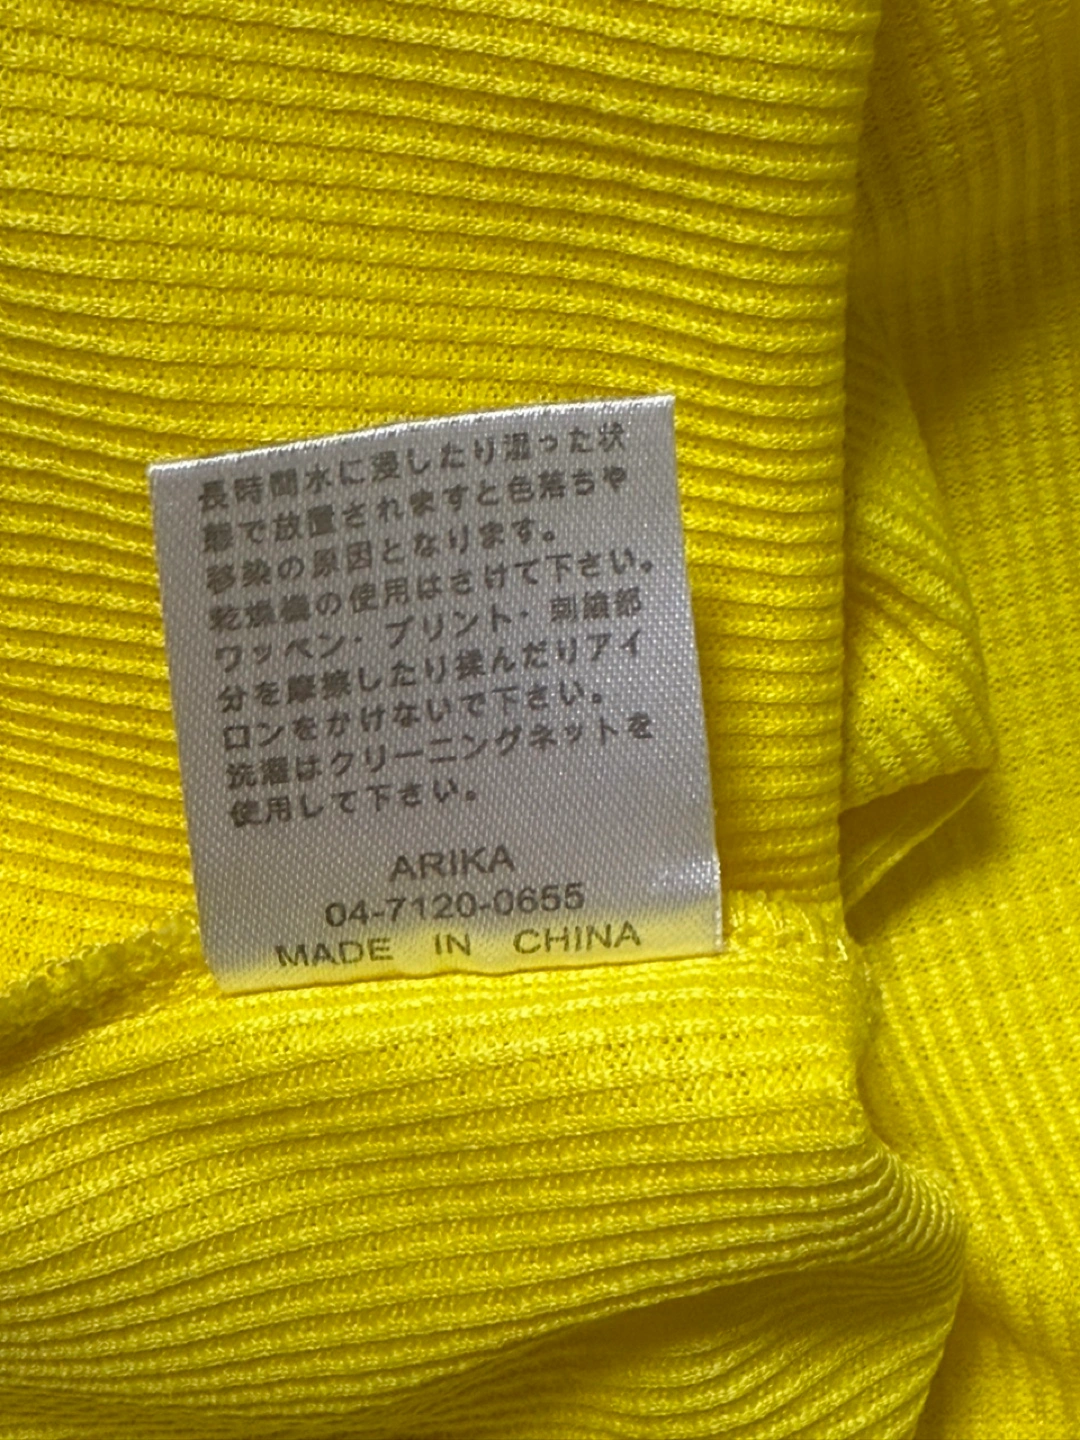 長時間水に浸したり湿った状
態で放置されますと色落ちや
移染の原因となります。
乾燥機の使用はさけて下さい。
ワッペン・プリント・刺繍部
分を摩擦したり揉んだりアイ
ロンをかけないで下さい。
洗濯はクリーニングネットを
使用して下さい。
ARIKA
04-7120-0655
MADE IN CHINA